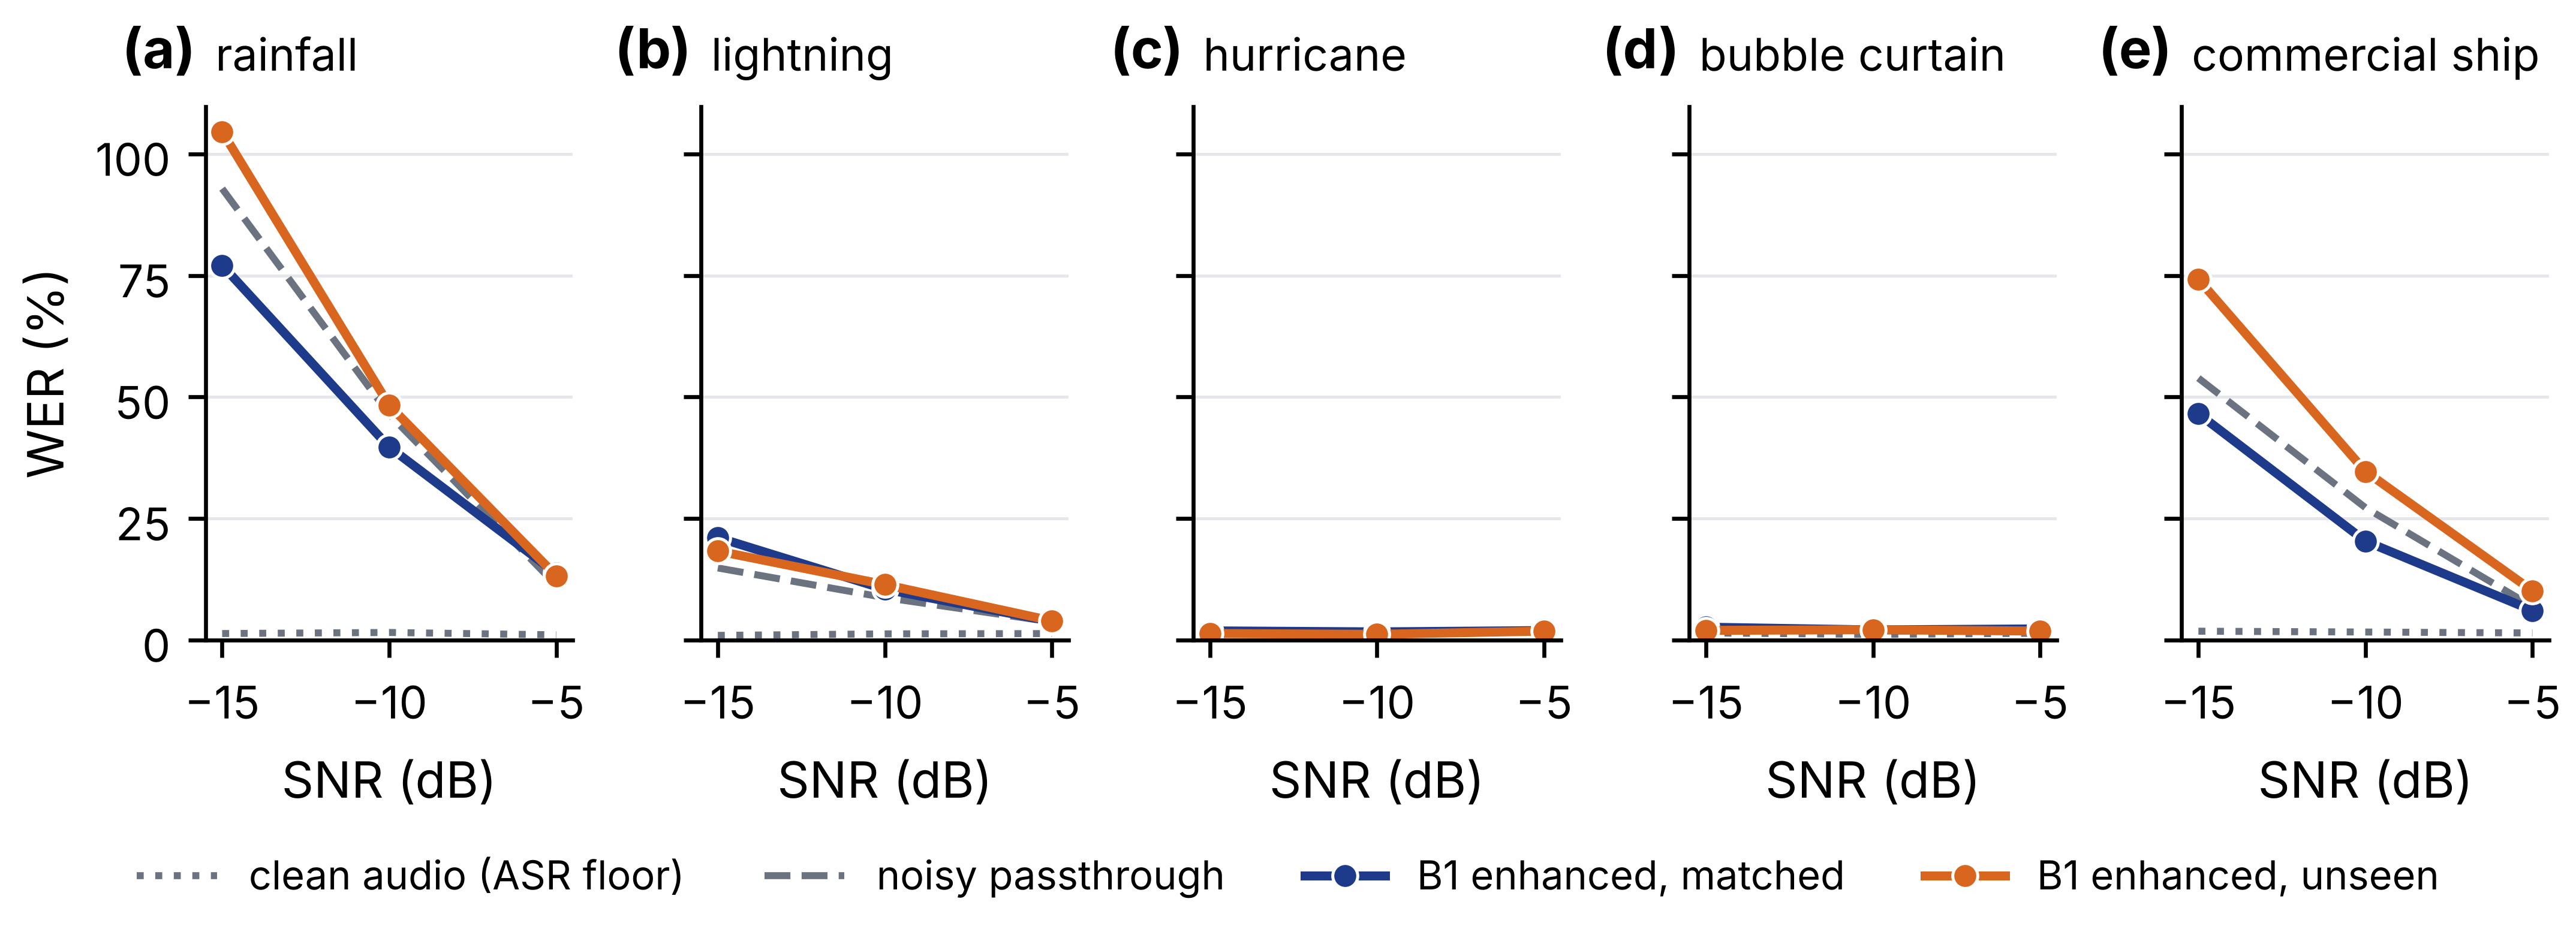 (a) rainfall
(b) lightning
(c) hurricane
(d) bubble curtain
(e) commercial ship
WER (%)
100
75
50
25
0
−15 −10 −5
−15 −10 −5
−15 −10 −5
−15 −10 −5
−15 −10 −5
SNR (dB)
SNR (dB)
SNR (dB)
SNR (dB)
SNR (dB)
clean audio (ASR floor)
noisy passthrough
B1 enhanced, matched
B1 enhanced, unseen